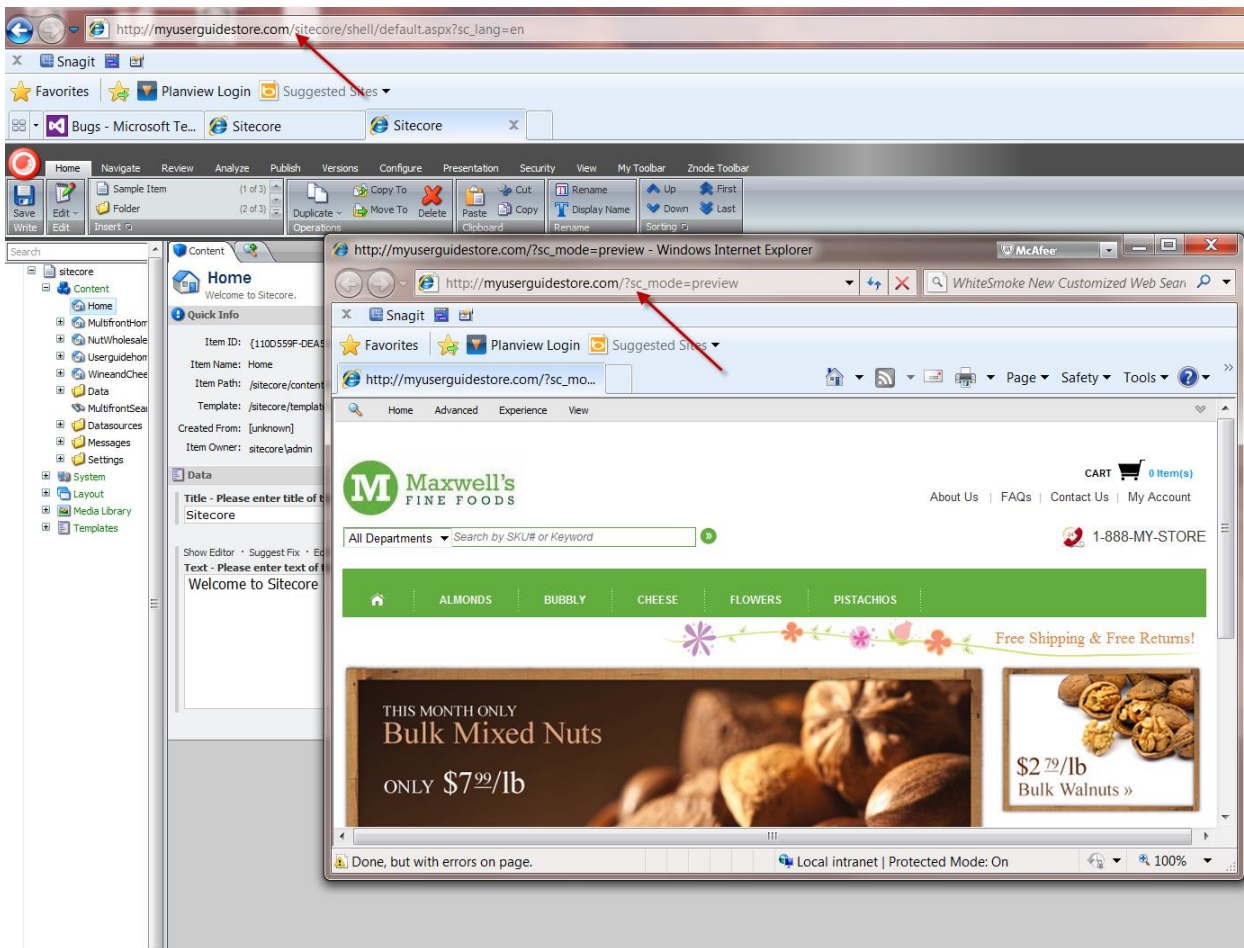 http://myuserguidestore.com/sitecore/shell/default.aspx?sc_lang=en
X Snagit
Favorites Planview Login Suggested Sites
Bugs - Microsoft Te... Sitecore Sitecore X
Home Navigate Review Analyze Publish Versions Configure Presentation Security View My Toolbar Znode Toolbar
Save Edit Sample Item (1 of 3) Folder (2 of 3) Duplicate Copy To Move To Delete Paste Cut Copy Rename Display Name Up Down First Last
Write Edit Insert Operations Clipboard Rename Sorting
Search
sitecore
Content
Home
MultifrontHom
NutWholesale
Userguidehom
WineandChee
Data
MultifrontSear
Datasources
Messages
Settings
System
Layout
Media Library
Templates
Content
Home
Welcome to Sitecore.
Quick Info
Item ID: {110D559F-DEA5
Item Name: Home
Item Path: /sitecore/content
Template: /sitecore/templat
Created From: [unknown]
Item Owner: sitecore\admin
Data
Title - Please enter title of t
Sitecore
Show Editor · Suggest Fix · Ed
Text - Please enter text of t
Welcome to Sitecore
http://myuserguidestore.com/?sc_mode=preview - Windows Internet Explorer
McAfee
X
http://myuserguidestore.com/?sc_mode=preview
WhiteSmoke New Customized Web Sear
X Snagit
Favorites Planview Login Suggested Sites
http://myuserguidestore.com/?sc_mo...
Page Safety Tools
Home Advanced Experience View
M Maxwell's
FINE FOODS
CART 0 Item(s)
About Us | FAQs | Contact Us | My Account
All Departments Search by SKU# or Keyword
1-888-MY-STORE
ALMONDS BUBBLY CHEESE FLOWERS PISTACHIOS
Free Shipping & Free Returns!
THIS MONTH ONLY
Bulk Mixed Nuts
ONLY $7.99/lb
$2.79/lb
Bulk Walnuts »
Done, but with errors on page.
Local intranet | Protected Mode: On
100%